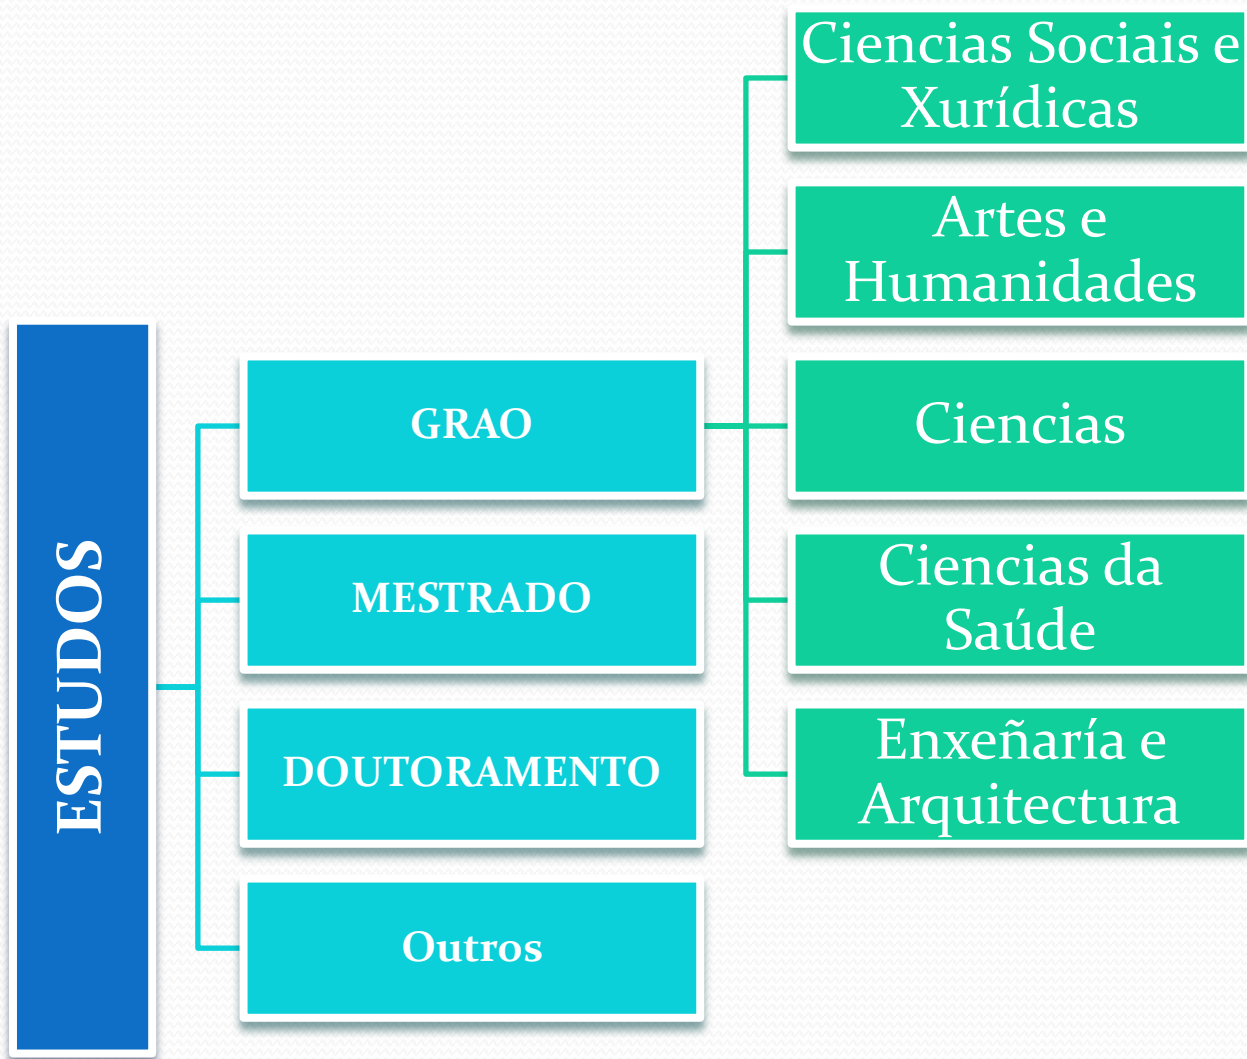 ESTUDOS
GRAO
MESTRADO
DOUTORAMENTO
Outros
Ciencias Sociais e
Xurídicas
Artes e
Humanidades
Ciencias
Ciencias da
Saúde
Enxeñaría e
Arquitectura